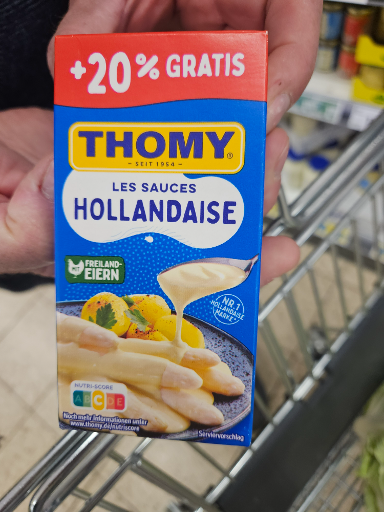 +20% GRATIS
THOMY®
- SEIT 1954 -
LES SAUCES
HOLLANDAISE
FREILAND-
EIERN
NR. 1
HOLLANDAISE
MARKE*
NUTRI-SCORE
A B C D E
Noch mehr Informationen unter
www.thomy.de/nutriscore
Serviervorschlag